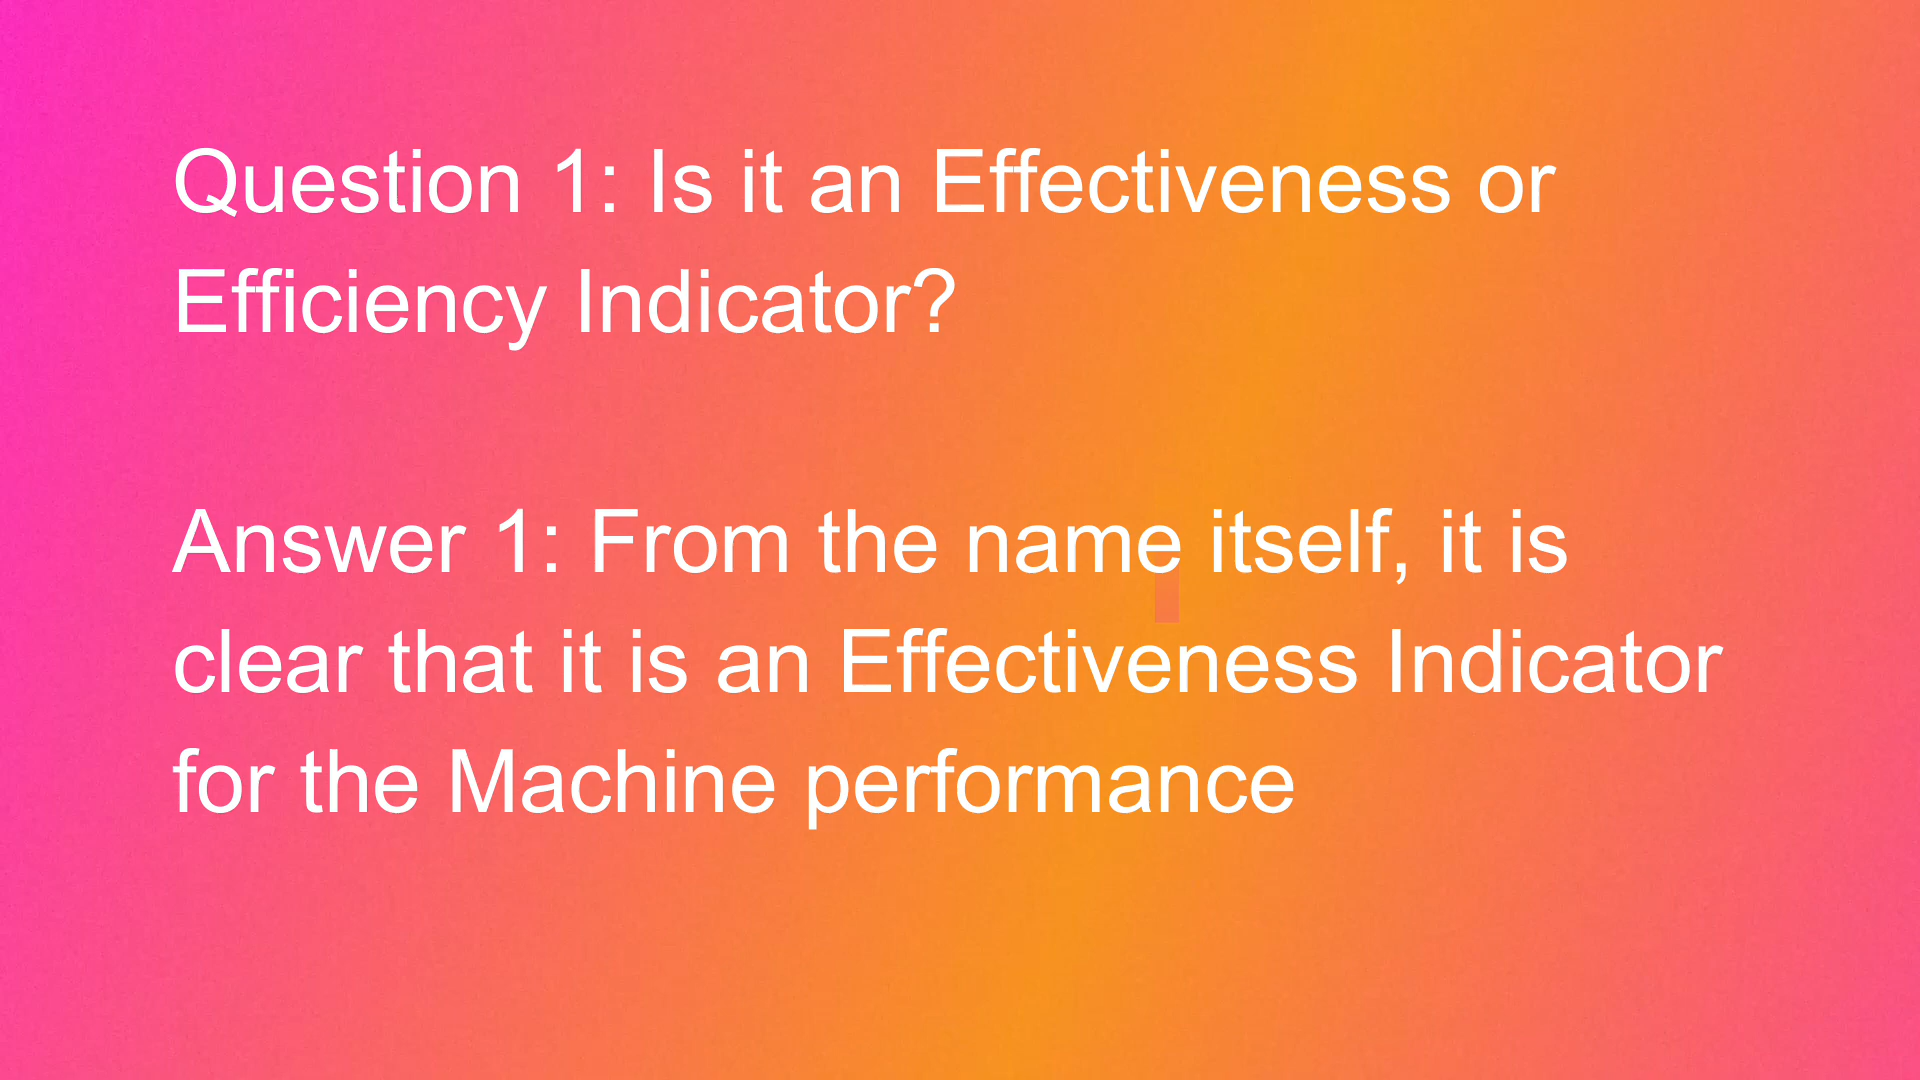 Question 1: Is it an Effectiveness or
Efficiency Indicator?
Answer 1: From the name itself, it is
clear that it is an Effectiveness Indicator
for the Machine performance